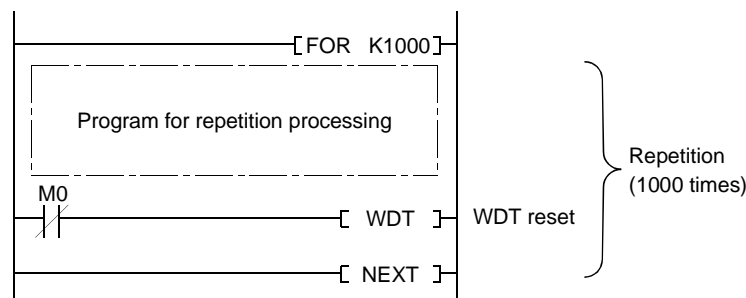 FOR K1000
Program for repetition processing
M0
WDT
WDT reset
NEXT
Repetition
(1000 times)